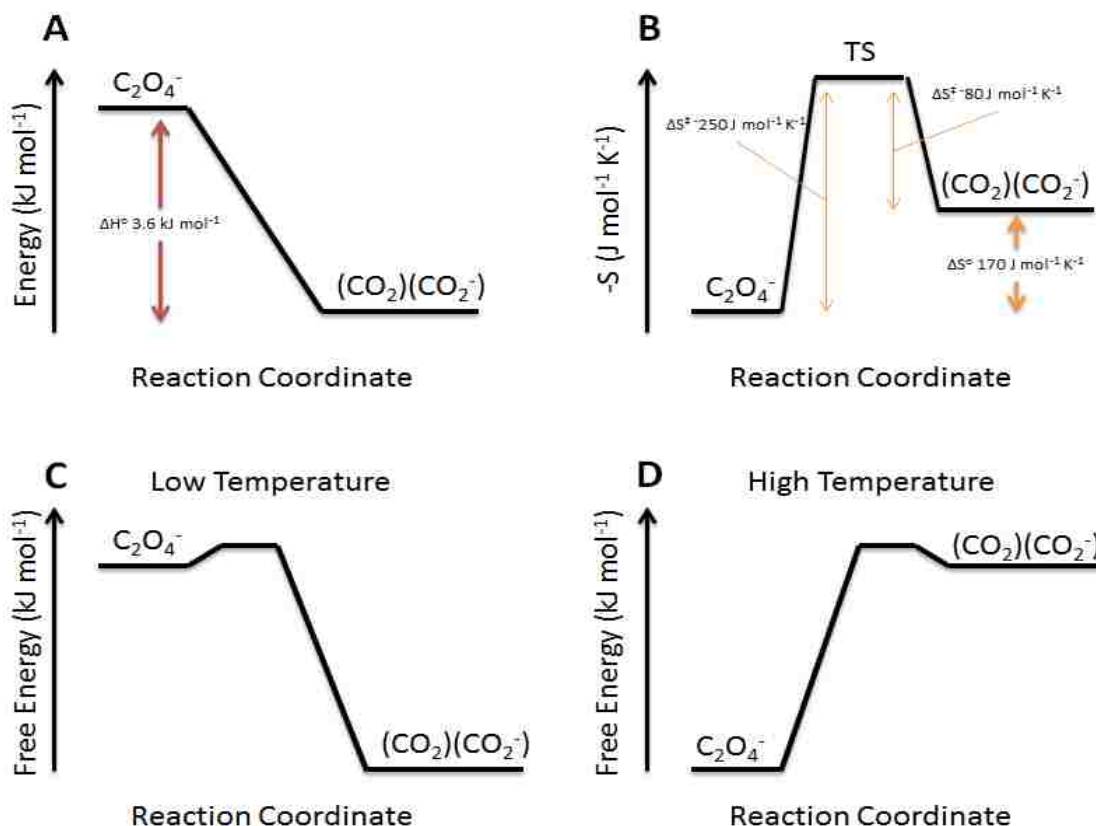 A
C₂O₄⁻
Energy (kJ mol⁻¹)
ΔHº 3.6 kJ mol⁻¹
(CO₂)(CO₂⁻)
Reaction Coordinate
B
TS
-S (J mol⁻¹ K⁻¹)
ΔS‡ ~250 J mol⁻¹ K⁻¹
ΔS‡ ~80 J mol⁻¹ K⁻¹
(CO₂)(CO₂⁻)
ΔSº 170 J mol⁻¹ K⁻¹
C₂O₄⁻
Reaction Coordinate
C
Low Temperature
Free Energy (kJ mol⁻¹)
C₂O₄⁻
(CO₂)(CO₂⁻)
Reaction Coordinate
D
High Temperature
Free Energy (kJ mol⁻¹)
(CO₂)(CO₂⁻)
C₂O₄⁻
Reaction Coordinate